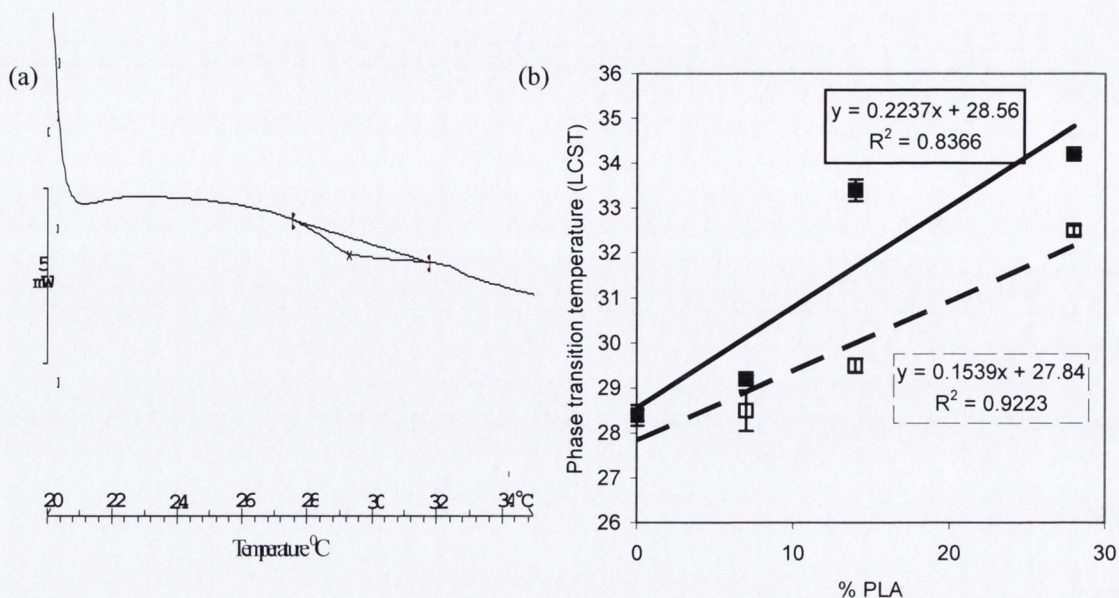 (a)
5
mW
20 22 24 26 28 30 32 34 °C
Temperature °C
(b)
Phase transition temperature (LCST)
36
35
34
33
32
31
30
29
28
27
26
y = 0.2237x + 28.56
R² = 0.8366
y = 0.1539x + 27.84
R² = 0.9223
0 10 20 30
% PLA